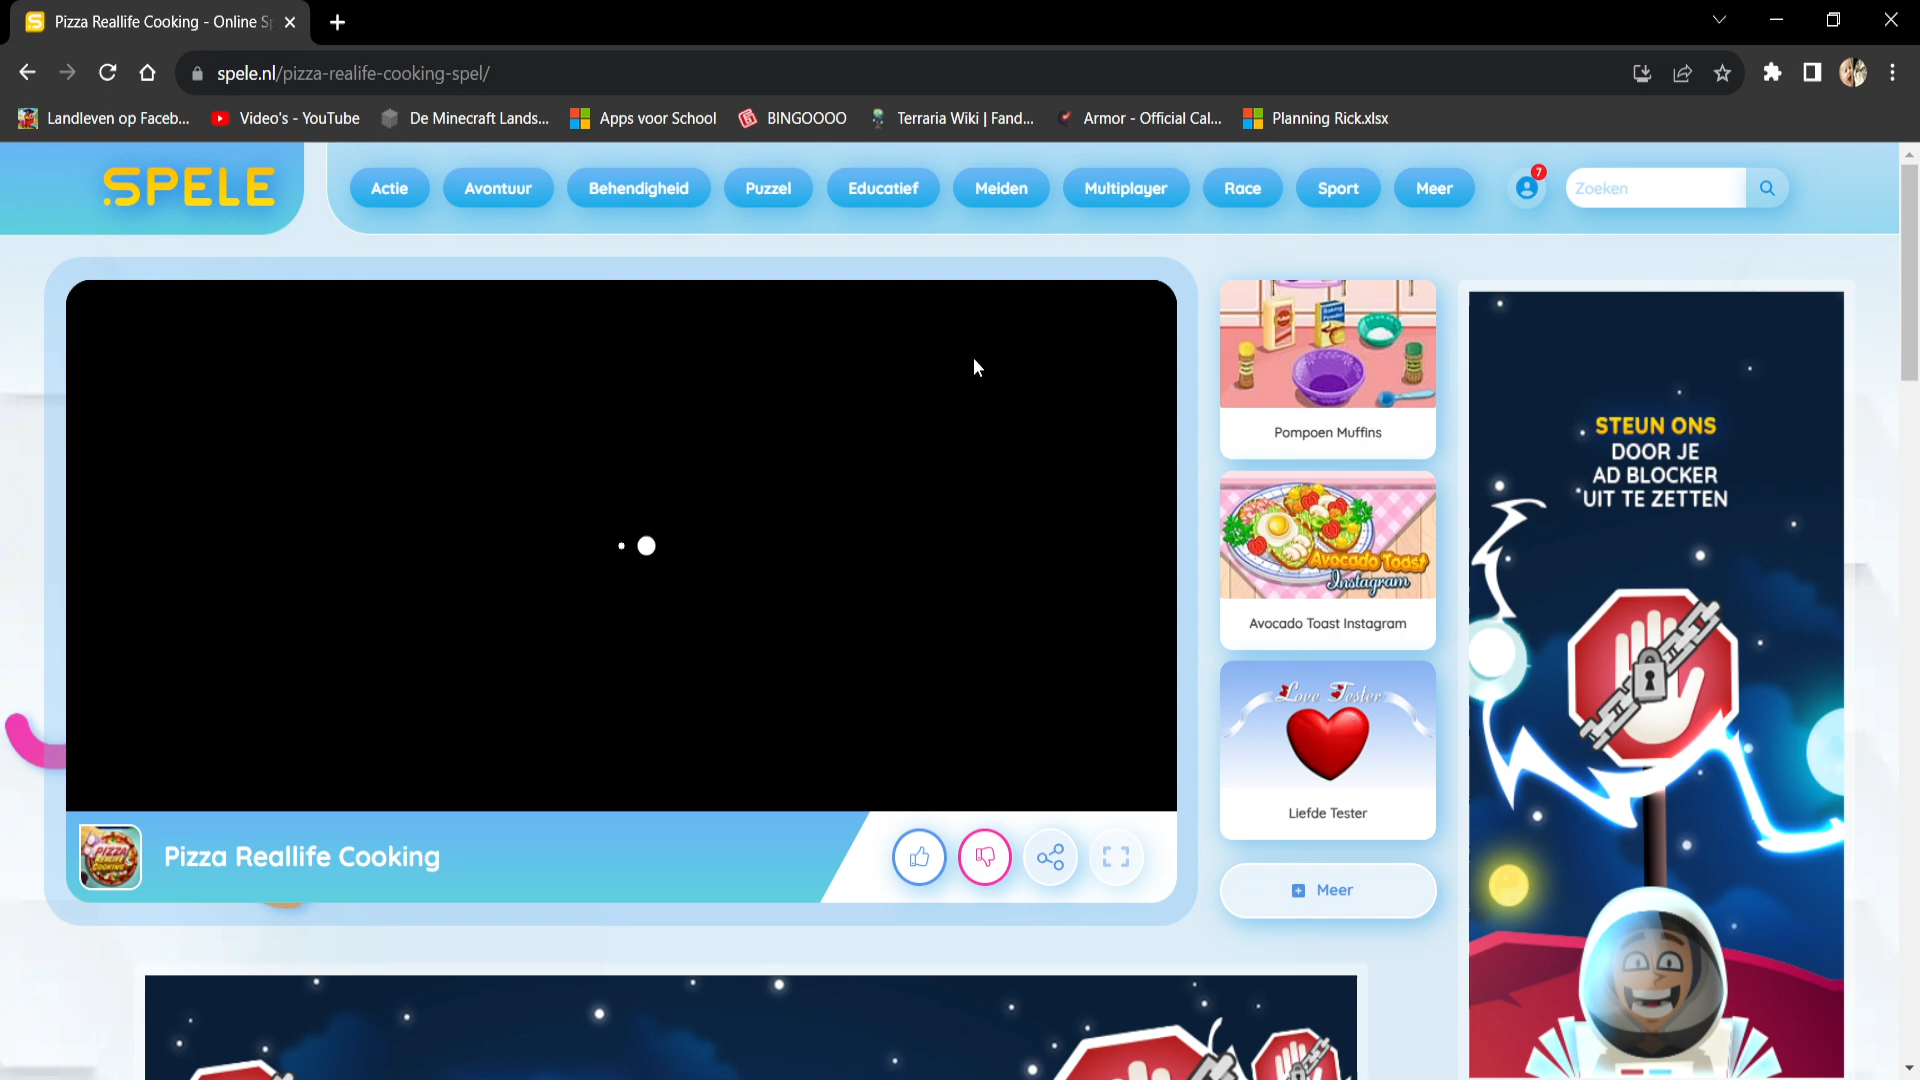 Pizza Reallife Cooking - Online S
spele.nl/pizza-realife-cooking-spel/
Landleven op Faceb...
Video's - YouTube
De Minecraft Lands...
Apps voor School
BINGOOOO
Terraria Wiki | Fand...
Armor - Official Cal...
Planning Rick.xlsx
.SPELE
Actie
Avontuur
Behendigheid
Puzzel
Educatief
Meiden
Multiplayer
Race
Sport
Meer
7
Zoeken
Pompoen Muffins
Avocado Toast
Instagram
Avocado Toast Instagram
Love Tester
Liefde Tester
Meer
STEUN ONS
DOOR JE
AD BLOCKER
UIT TE ZETTEN
PIZZA
REALLIFE
COOKING
Pizza Reallife Cooking